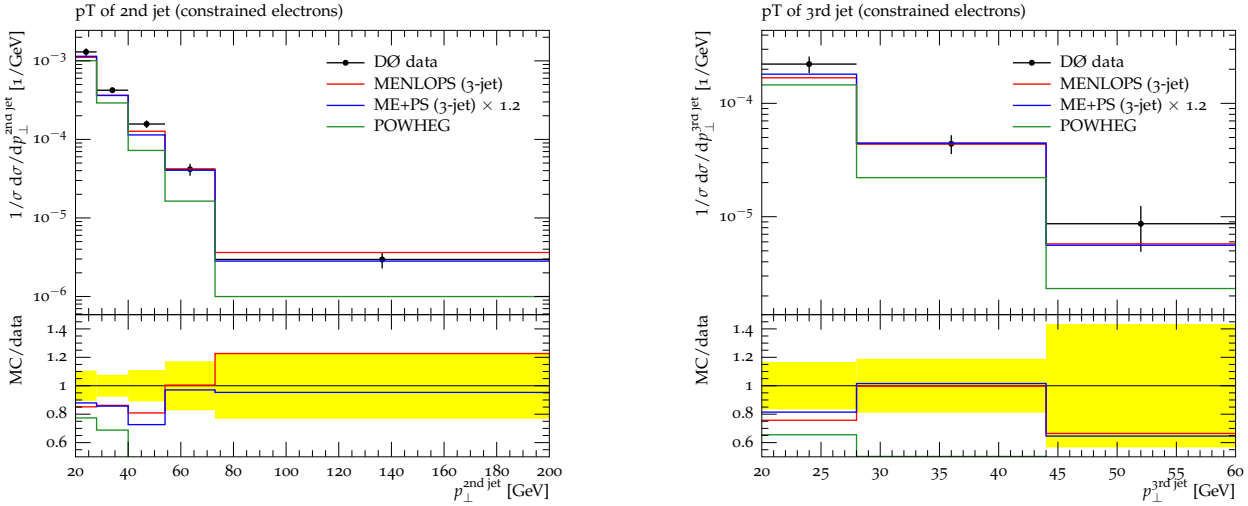 pT of 2nd jet (constrained electrons)
1/σ dσ/dp⊥^2nd jet [1/GeV]
10⁻³
10⁻⁴
10⁻⁵
10⁻⁶
DØ data
MENLOPS (3-jet)
ME+PS (3-jet) × 1.2
POWHEG
MC/data
1.4
1.2
1
0.8
0.6
20 40 60 80 100 120 140 160 180 200
p⊥^2nd jet [GeV]
pT of 3rd jet (constrained electrons)
1/σ dσ/dp⊥^3rd jet [1/GeV]
10⁻⁴
10⁻⁵
DØ data
MENLOPS (3-jet)
ME+PS (3-jet) × 1.2
POWHEG
MC/data
1.4
1.2
1
0.8
0.6
20 25 30 35 40 45 50 55 60
p⊥^3rd jet [GeV]